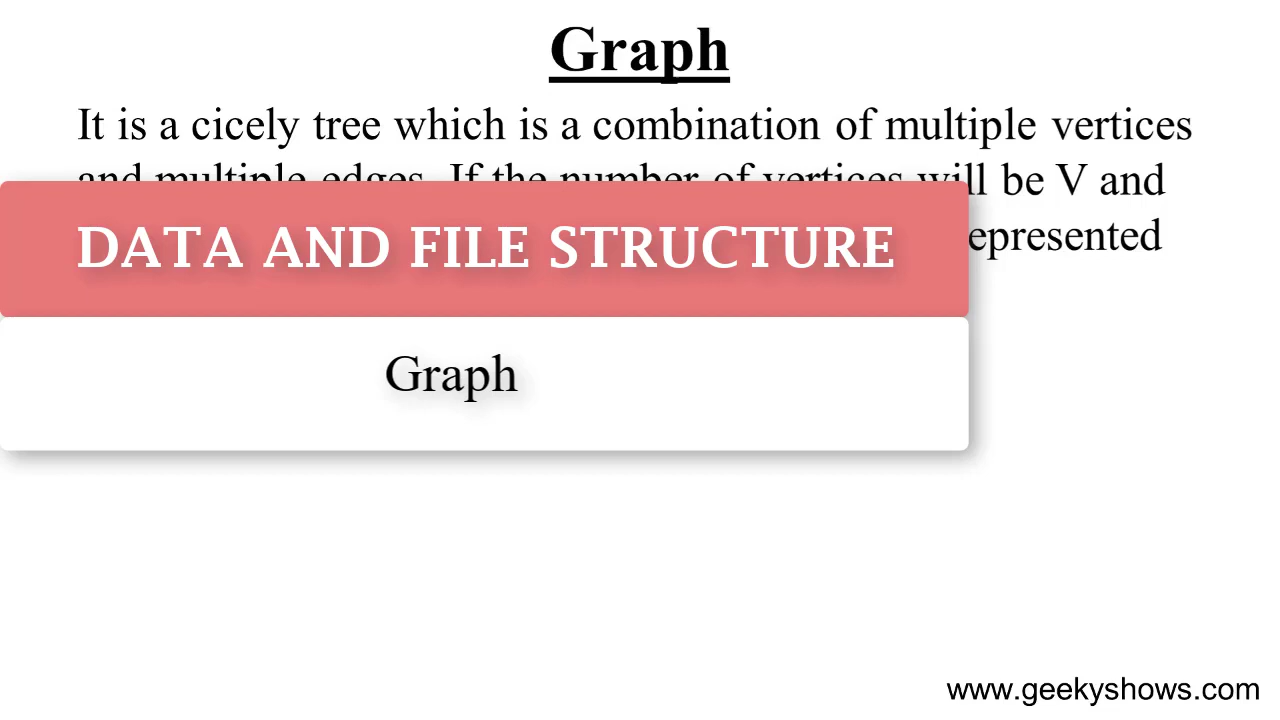 Graph
It is a cicely tree which is a combination of multiple vertices
and multiple edges. If the number of vertices will be V and
epresented
DATA AND FILE STRUCTURE
Graph
www.geekyshows.com